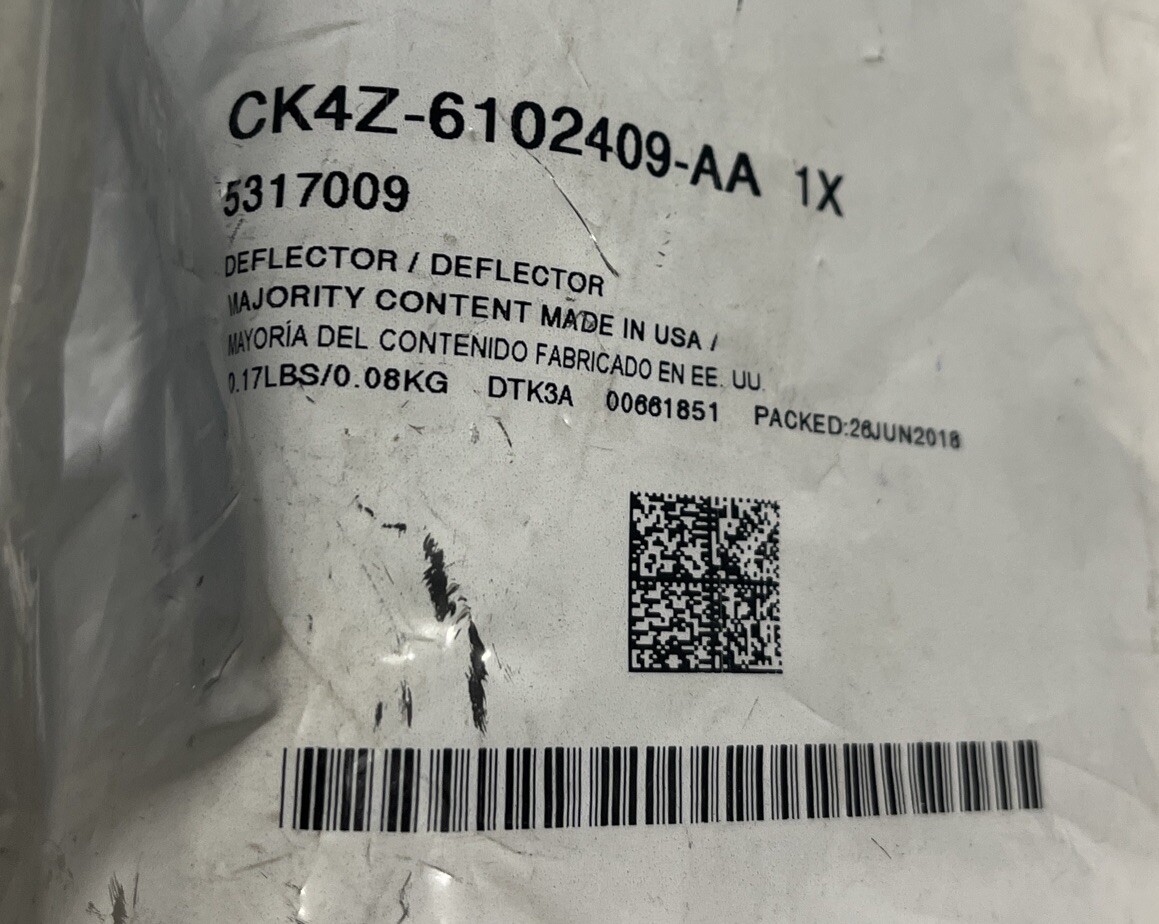 CK4Z-6102409-AA 1X
5317009
DEFLECTOR / DEFLECTOR
MAJORITY CONTENT MADE IN USA /
MAYORÍA DEL CONTENIDO FABRICADO EN EE. UU.
0.17LBS/0.08KG DTK3A 00661851 PACKED:26JUN2018